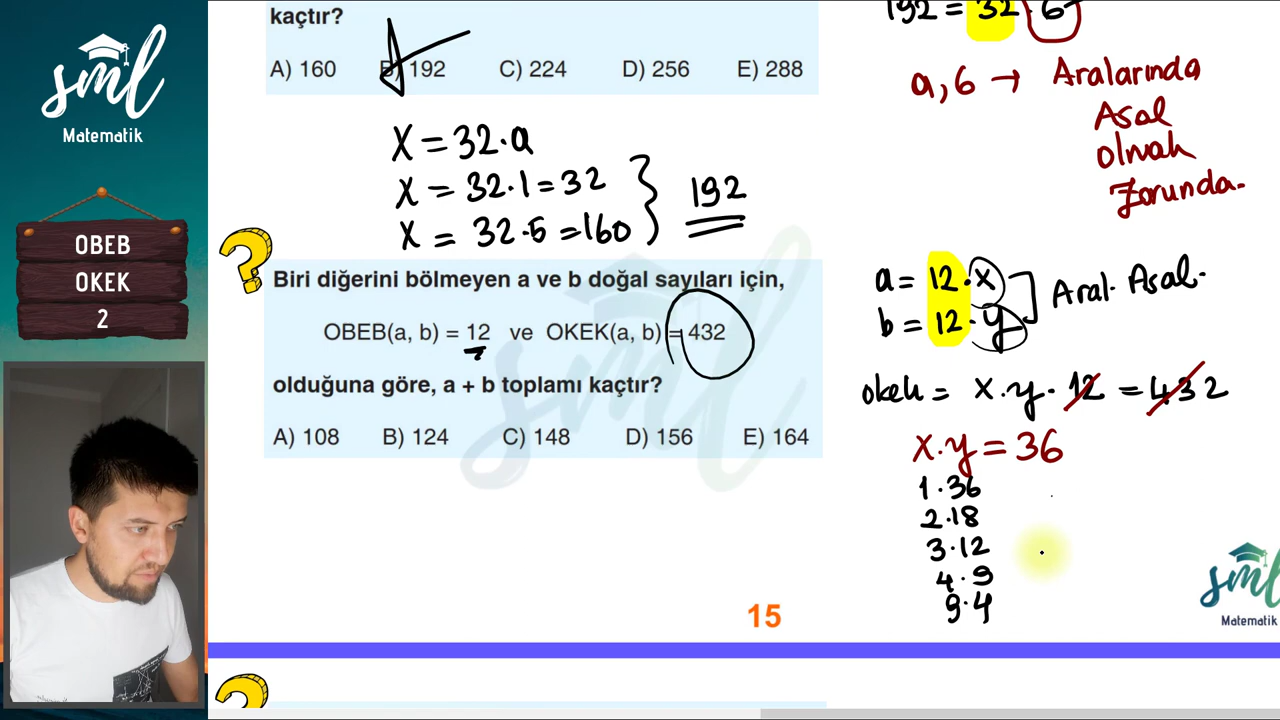 sml
Matematik
OBEB
OKEK
2
kaçtır?
A) 160 B) 192 C) 224 D) 256 E) 288
X = 32.a
X = 32.1 = 32
X = 32.5 = 160
192
192 = 32.6
a, 6 → Aralarında
Asal
olmak
Zorunda.
Biri diğerini bölmeyen a ve b doğal sayıları için,
OBEB(a, b) = 12 ve OKEK(a, b) = 432
olduğuna göre, a + b toplamı kaçtır?
A) 108 B) 124 C) 148 D) 156 E) 164
a = 12.x
b = 12.y
Aral. Asal.
okek = x.y.12 = 432
x.y = 36
1.36
2.18
3.12
4.9
9.4
15
sml
Matematik